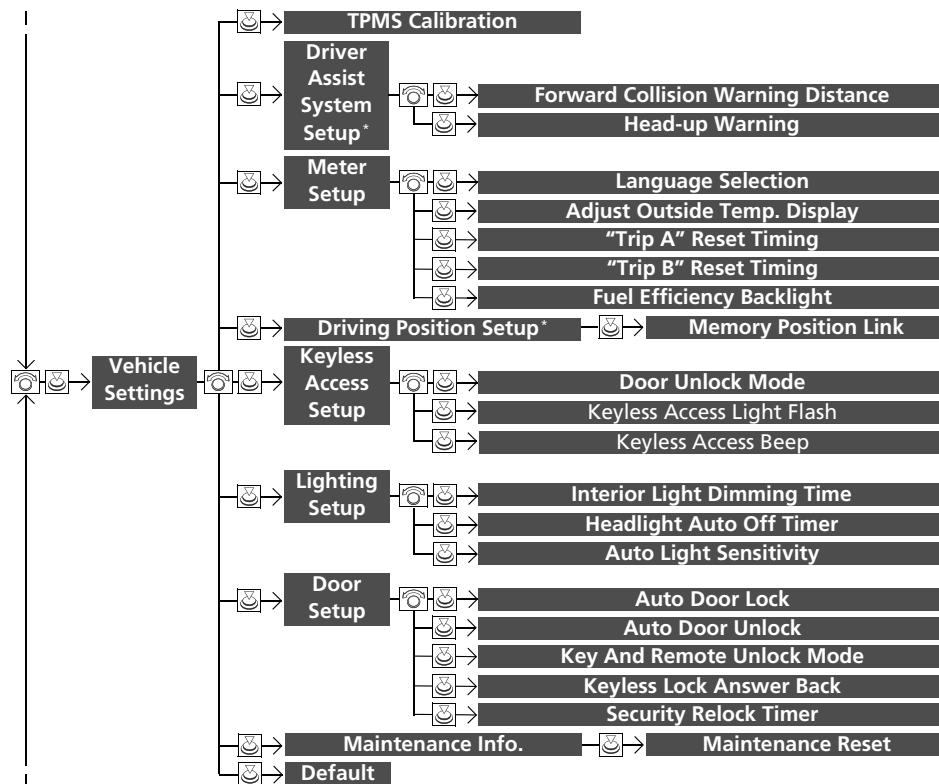 TPMS Calibration
Driver
Assist
System
Setup*
Forward Collision Warning Distance
Head-up Warning
Meter
Setup
Language Selection
Adjust Outside Temp. Display
“Trip A” Reset Timing
“Trip B” Reset Timing
Fuel Efficiency Backlight
Driving Position Setup*
Memory Position Link
Vehicle
Settings
Keyless
Access
Setup
Door Unlock Mode
Keyless Access Light Flash
Keyless Access Beep
Lighting
Setup
Interior Light Dimming Time
Headlight Auto Off Timer
Auto Light Sensitivity
Door
Setup
Auto Door Lock
Auto Door Unlock
Key And Remote Unlock Mode
Keyless Lock Answer Back
Security Relock Timer
Maintenance Info.
Maintenance Reset
Default